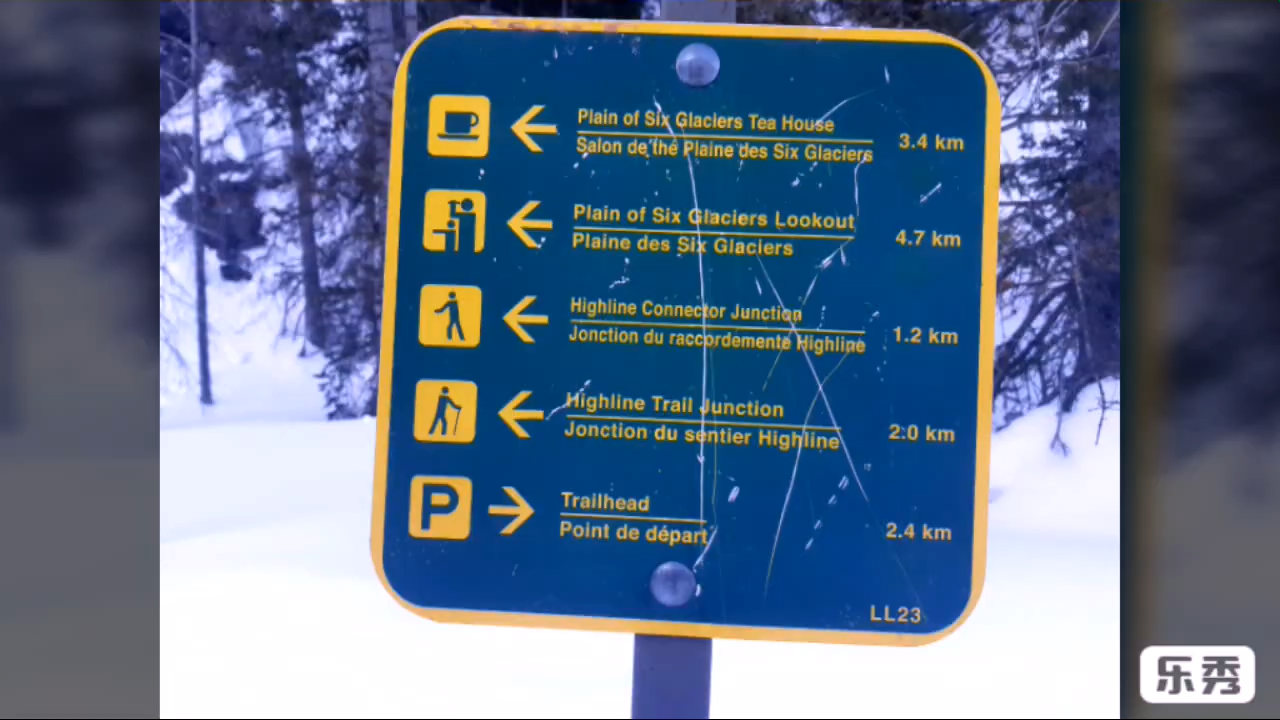 Plain of Six Glaciers Tea House
Salon de thé Plaine des Six Glaciers
3.4 km
Plain of Six Glaciers Lookout
Plaine des Six Glaciers
4.7 km
Highline Connector Junction
Jonction du raccordemente Highline
1.2 km
Highline Trail Junction
Jonction du sentier Highline
2.0 km
P
Trailhead
Point de départ
2.4 km
LL23
乐秀